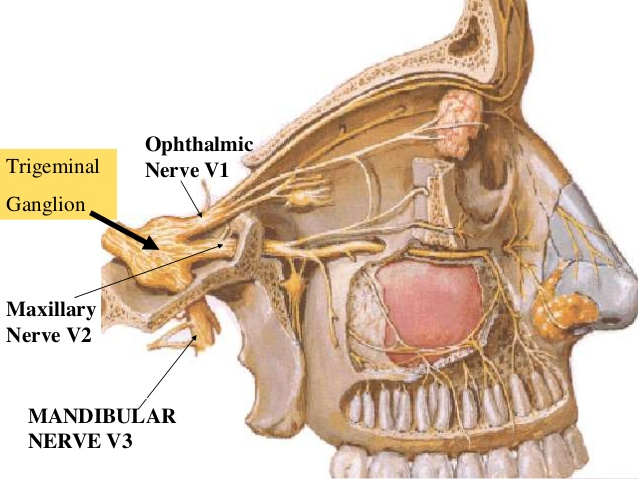 Ophthalmic
Nerve V1
Trigeminal
Ganglion
Maxillary
Nerve V2
MANDIBULAR
NERVE V3